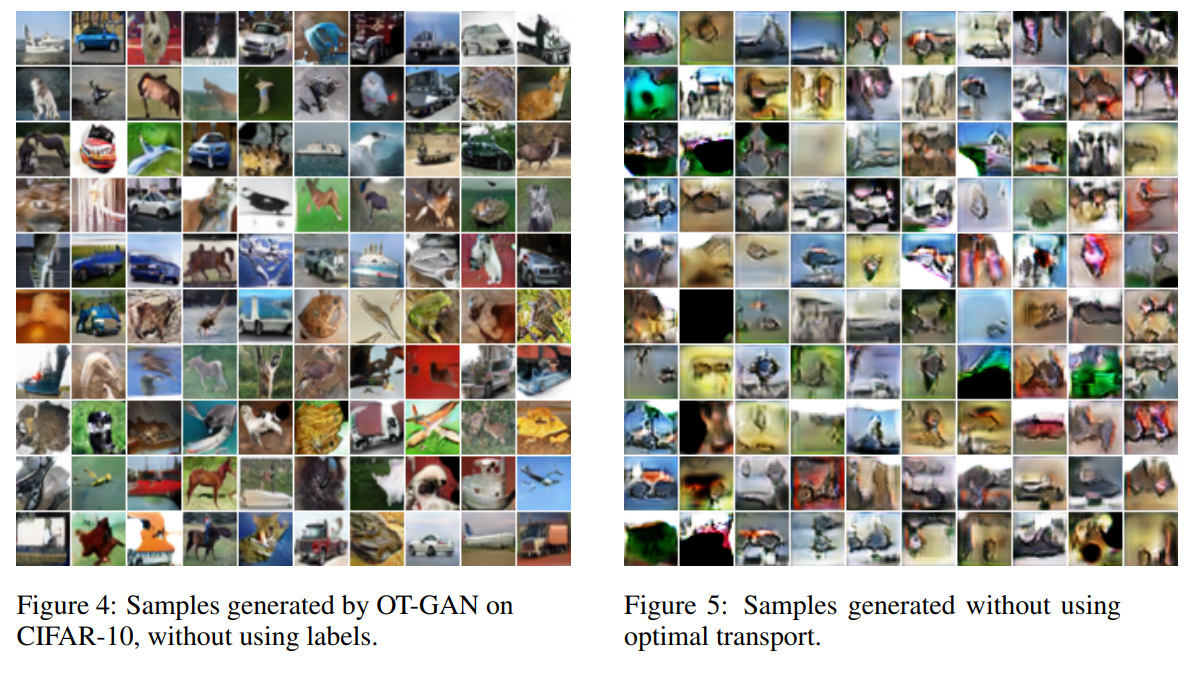 Figure 4: Samples generated by OT-GAN on
CIFAR-10, without using labels.
Figure 5: Samples generated without using
optimal transport.